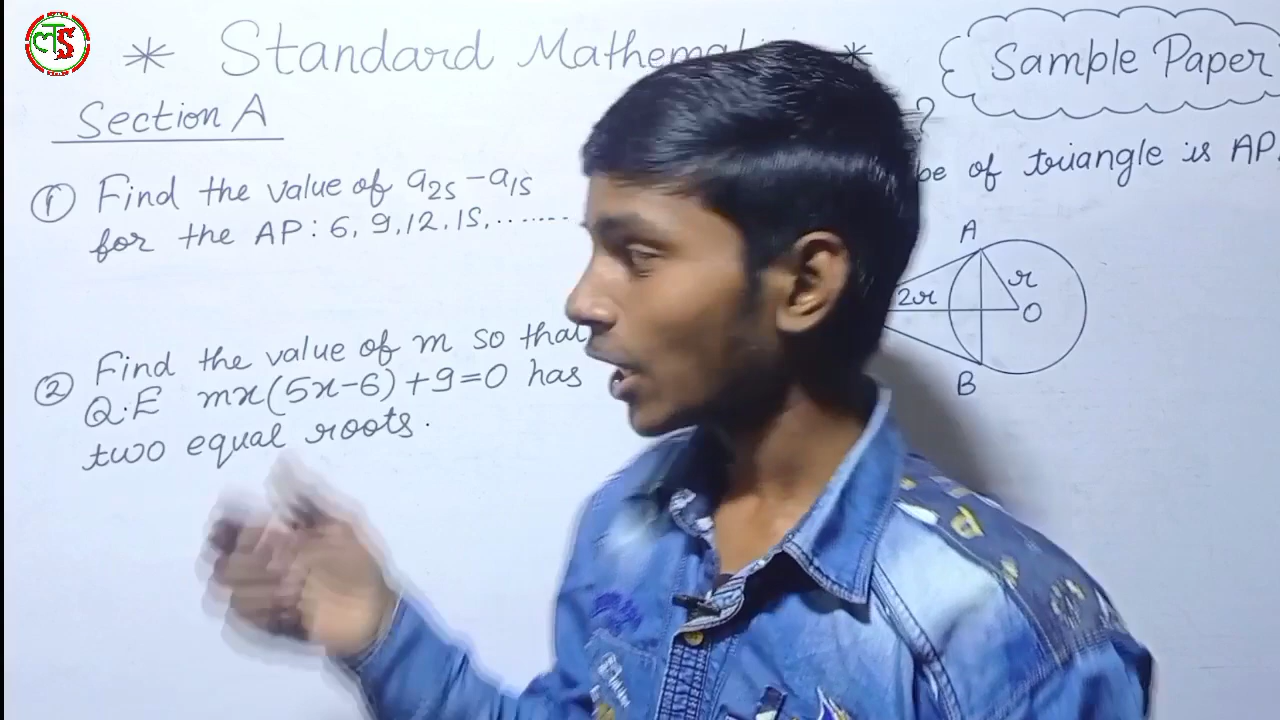 लTS
* Standard Mathemati *
Sample Paper
Section A
① Find the value of a₂₅ - a₁₅
for the AP : 6, 9, 12, 15, .......
② Find the value of m so that
Q.E mx(5x-6)+9=0 has
two equal roots.
?
be of triangle is AP.
A
r
2r
O
B